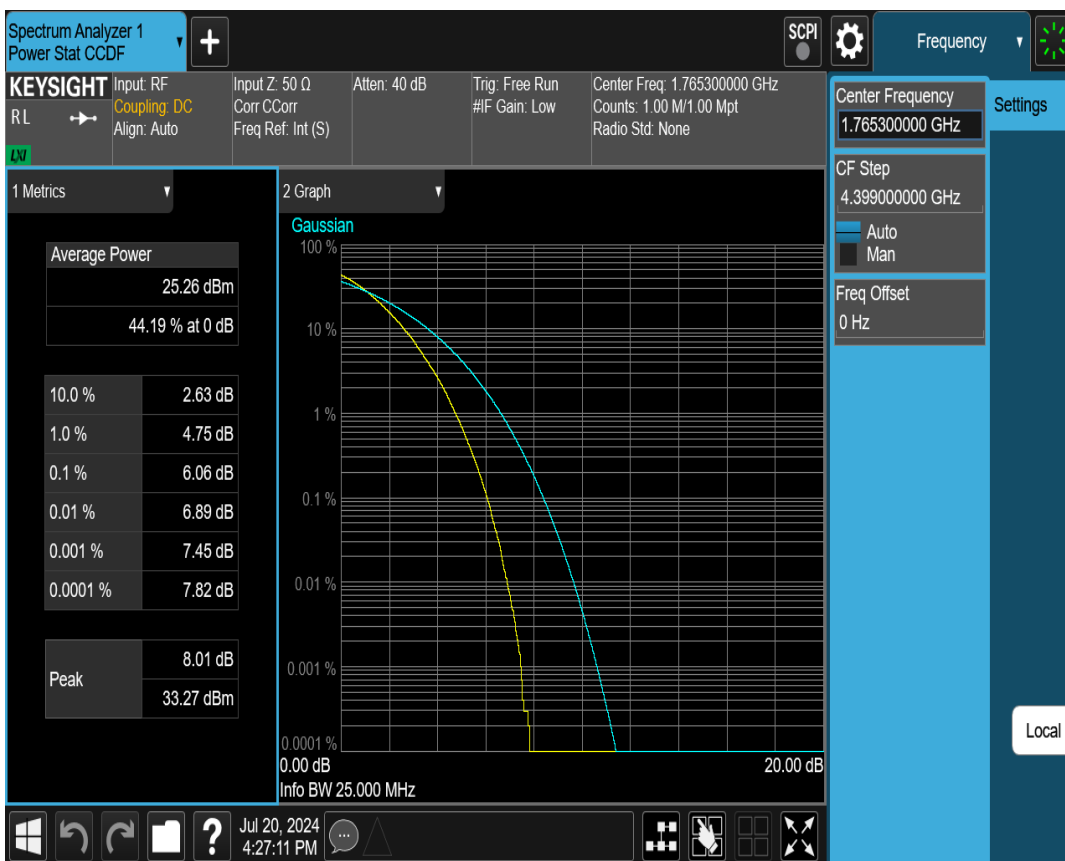 Spectrum Analyzer 1
Power Stat CCDF
SCPI
Frequency
KEYSIGHT
RL
LXI
Input: RF
Coupling: DC
Align: Auto
Input Z: 50 Ω
Corr CCorr
Freq Ref: Int (S)
Atten: 40 dB
Trig: Free Run
#IF Gain: Low
Center Freq: 1.765300000 GHz
Counts: 1.00 M/1.00 Mpt
Radio Std: None
Center Frequency
1.765300000 GHz
Settings
CF Step
4.399000000 GHz
Auto
Man
Freq Offset
0 Hz
1 Metrics
Average Power
25.26 dBm
44.19 % at 0 dB
10.0 % 2.63 dB
1.0 % 4.75 dB
0.1 % 6.06 dB
0.01 % 6.89 dB
0.001 % 7.45 dB
0.0001 % 7.82 dB
Peak
8.01 dB
33.27 dBm
2 Graph
Gaussian
100 %
10 %
1 %
0.1 %
0.01 %
0.001 %
0.0001 %
0.00 dB 20.00 dB
Info BW 25.000 MHz
Local
?
Jul 20, 2024
4:27:11 PM